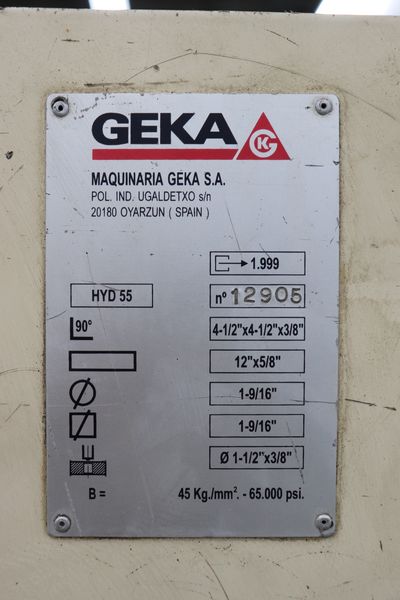 GEKA
GK
MAQUINARIA GEKA S.A.
POL. IND. UGALDETXO s/n
20180 OYARZUN ( SPAIN )
1.999
HYD 55 nº 12905
90° 4-1/2"x4-1/2"x3/8"
12"x5/8"
1-9/16"
1-9/16"
Ø 1-1/2"x3/8"
B = 45 Kg./mm². - 65.000 psi.